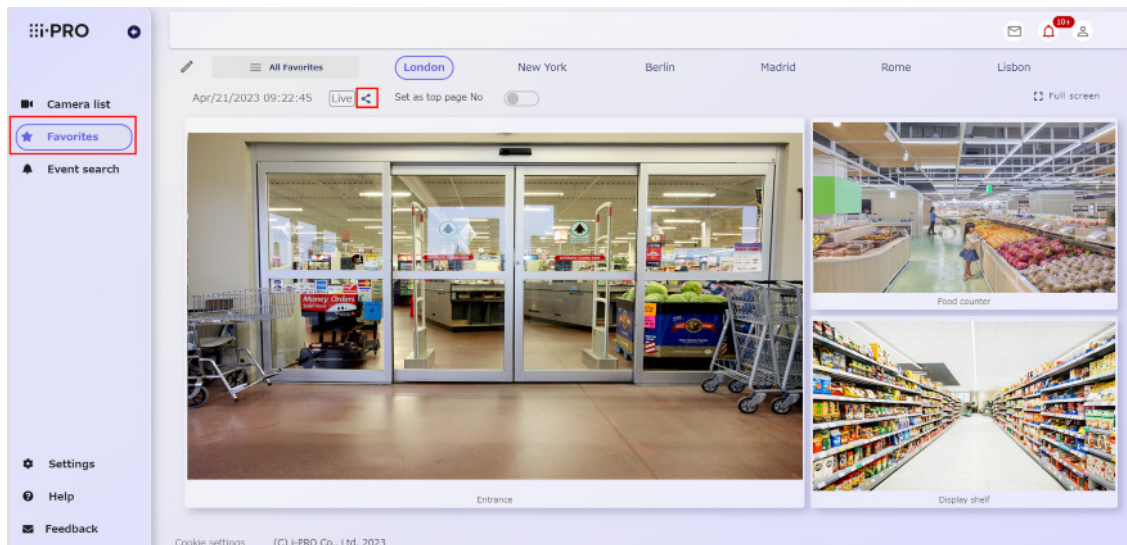 i-PRO
10+
All Favorites
London
New York
Berlin
Madrid
Rome
Lisbon
Apr/21/2023 09:22:45
Live
Set as top page No
Full screen
Camera list
Favorites
Event search
Money Orders
Food counter
Entrance
Display shelf
Settings
Help
Feedback
Cookie settings
(C) i-PRO Co., Ltd. 2023